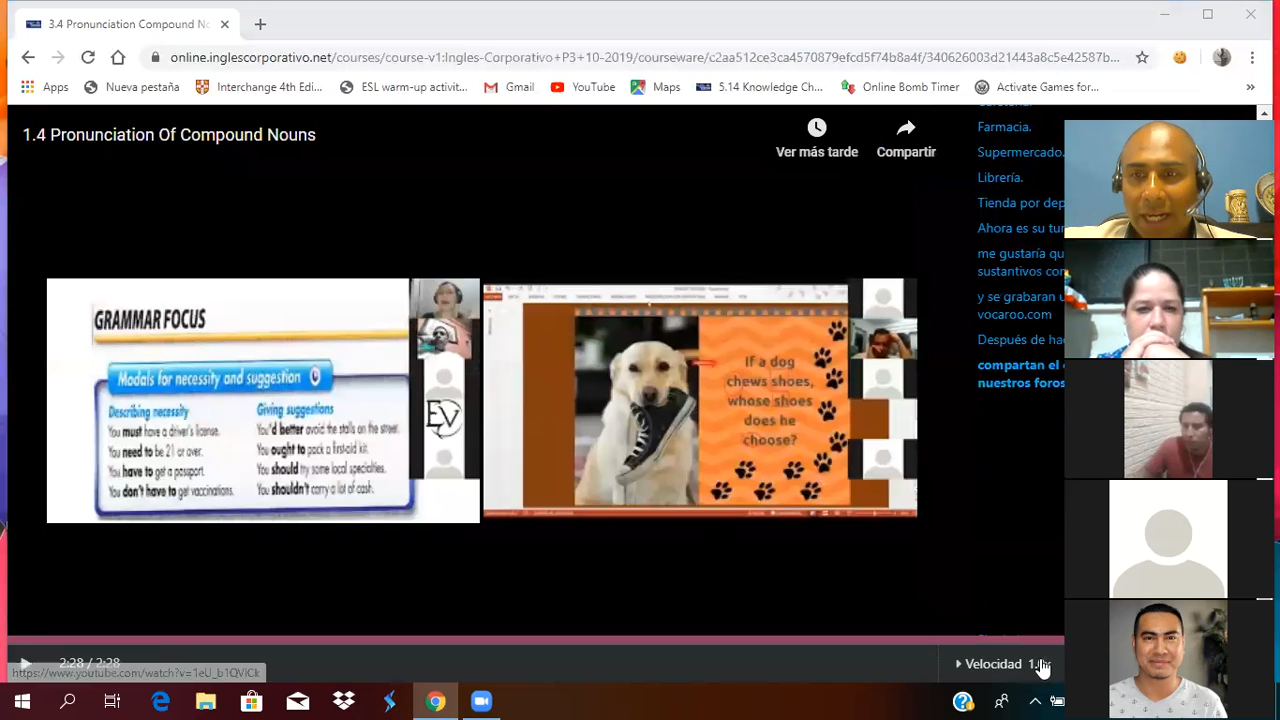 3.4 Pronunciation Compound No
online.inglescorporativo.net/courses/course-v1:Ingles_Corporativo+P3+10-2019/courseware/c2aa512ce3ca4570879efcd5f74b8a4f/340626003d21443a8c5e42587b...
Apps
Nueva pestaña
Interchange 4th Edi...
ESL warm-up activit...
Gmail
YouTube
Maps
5.14 Knowledge Ch...
Online Bomb Timer
Activate Games for...
»
1.4 Pronunciation Of Compound Nouns
Ver más tarde
Compartir
Farmacia.
Supermercado.
Librería.
Tienda por dep
Ahora es su tur
me gustaría qu
sustantivos con
y se grabaran u
vocaroo.com
Después de ha
compartan el
nuestros foros
GRAMMAR FOCUS
Modals for necessity and suggestion
Describing necessity
You must have a driver's license.
You need to be 21 or over.
You have to get a passport.
You don't have to get vaccinations.
Giving suggestions
You'd better avoid the stalls on the street.
You ought to pack a first-aid kit.
You should try some local specialties.
You shouldn't carry a lot of cash.
EV
If a dog
chews shoes,
whose shoes
does he
choose?
2:28 / 2:28
Velocidad
https://www.youtube.com/watch?v=1eU_b1QViCk